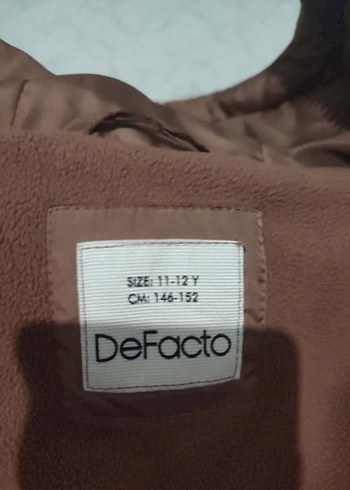 SIZE: 11-12 Y
CM: 146-152
DeFacto